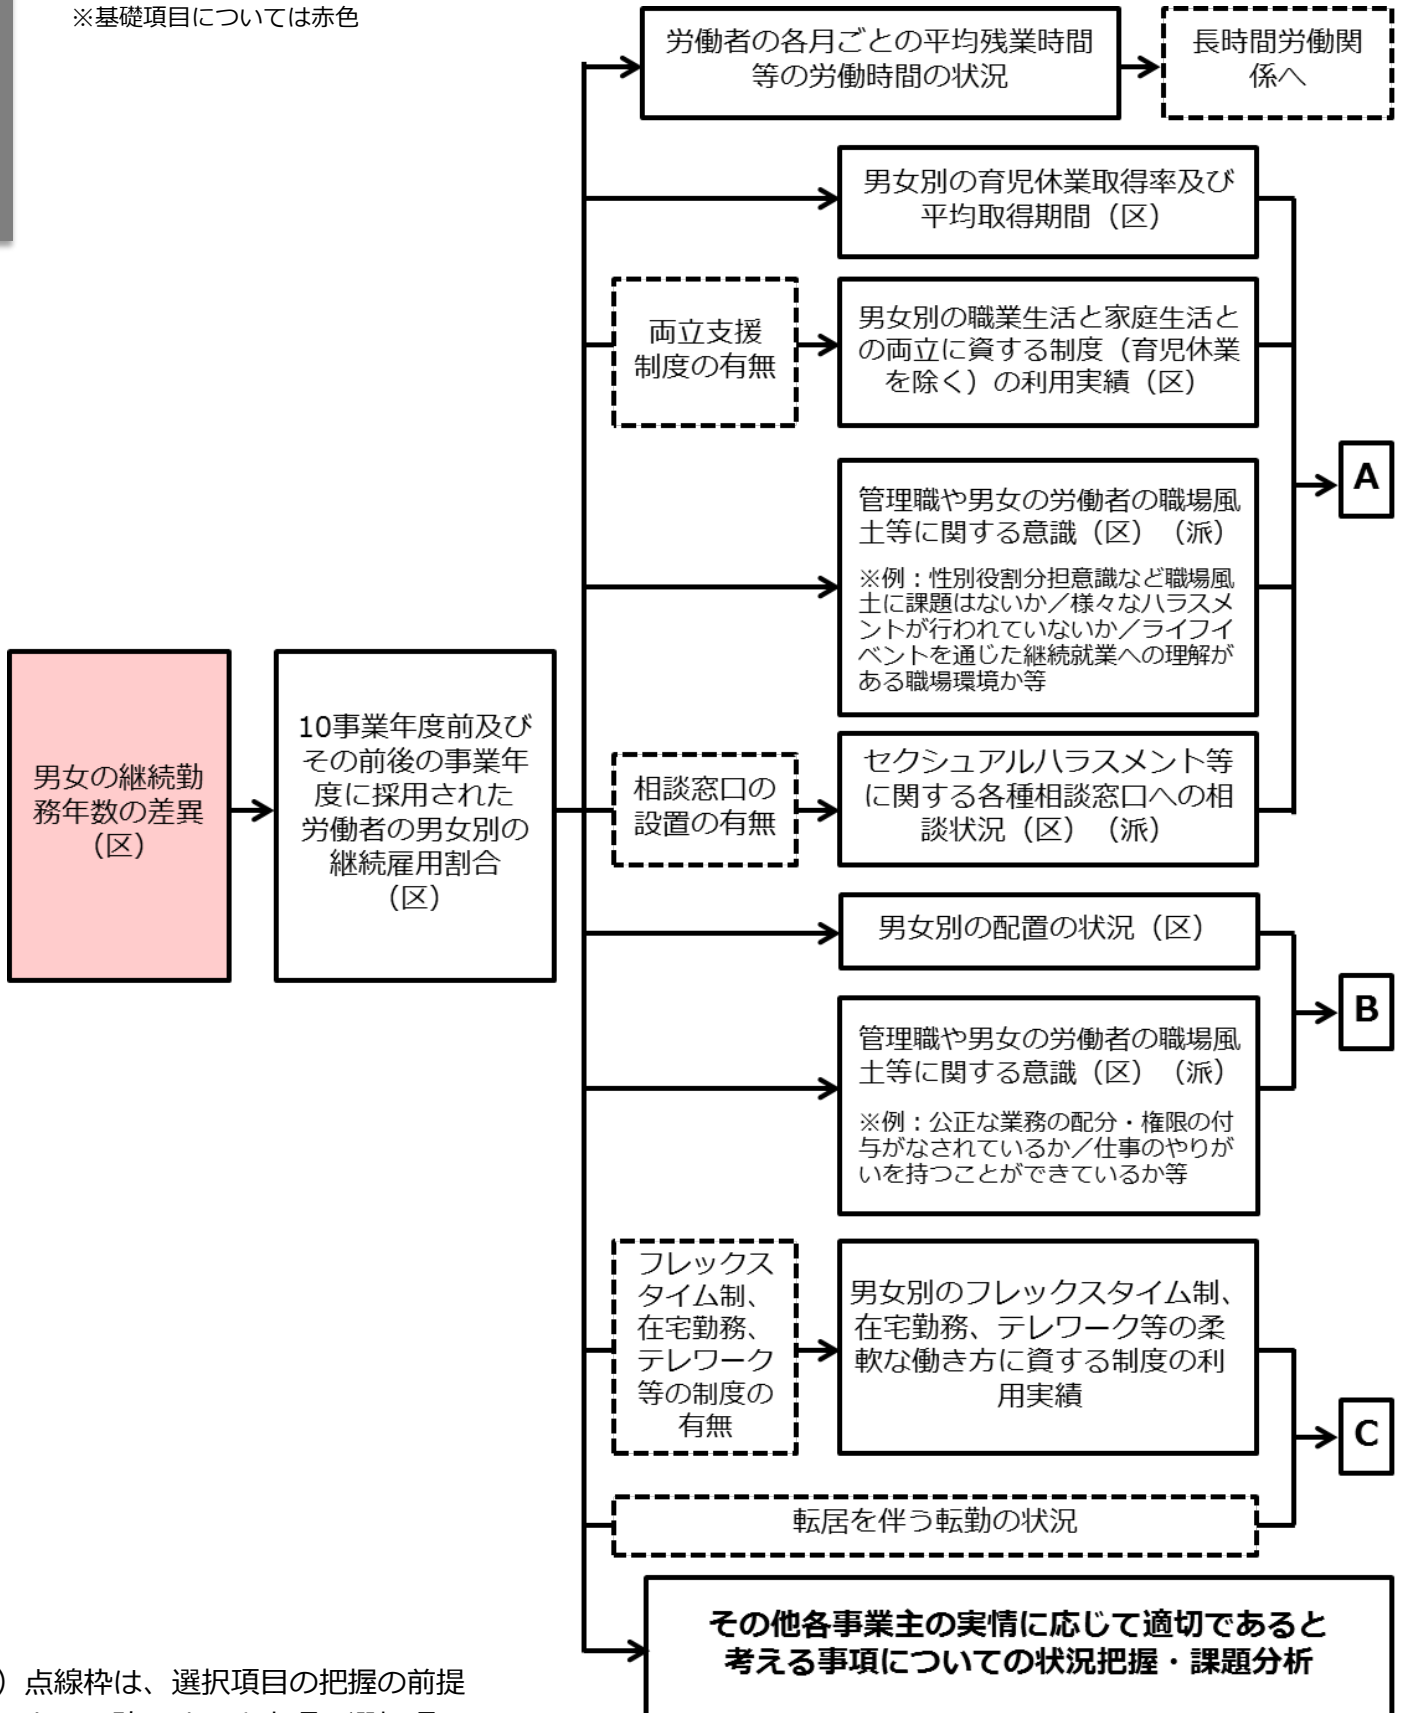 ※基礎項目については赤色
労働者の各月ごとの平均残業時間
等の労働時間の状況
長時間労働関
係へ
男女別の育児休業取得率及び
平均取得期間（区）
両立支援
制度の有無
男女別の職業生活と家庭生活と
の両立に資する制度（育児休業
を除く）の利用実績（区）
A
管理職や男女の労働者の職場風
土等に関する意識（区）（派）
※例：性別役割分担意識など職場風
土に課題はないか／様々なハラスメ
ントが行われていないか／ライフイ
ベントを通じた継続就業への理解が
ある職場環境か等
男女の継続勤
務年数の差異
（区）
10事業年度前及び
その前後の事業年
度に採用された
労働者の男女別の
継続雇用割合
（区）
相談窓口の
設置の有無
セクシュアルハラスメント等
に関する各種相談窓口への相
談状況（区）（派）
男女別の配置の状況（区）
B
管理職や男女の労働者の職場風
土等に関する意識（区）（派）
※例：公正な業務の配分・権限の付
与がなされているか／仕事のやりが
いを持つことができているか等
フレックス
タイム制、
在宅勤務、
テレワーク
等の制度の
有無
男女別のフレックスタイム制、
在宅勤務、テレワーク等の柔
軟な働き方に資する制度の利
用実績
C
転居を伴う転勤の状況
その他各事業主の実情に応じて適切であると
考える事項についての状況把握・課題分析
）点線枠は、選択項目の把握の前提